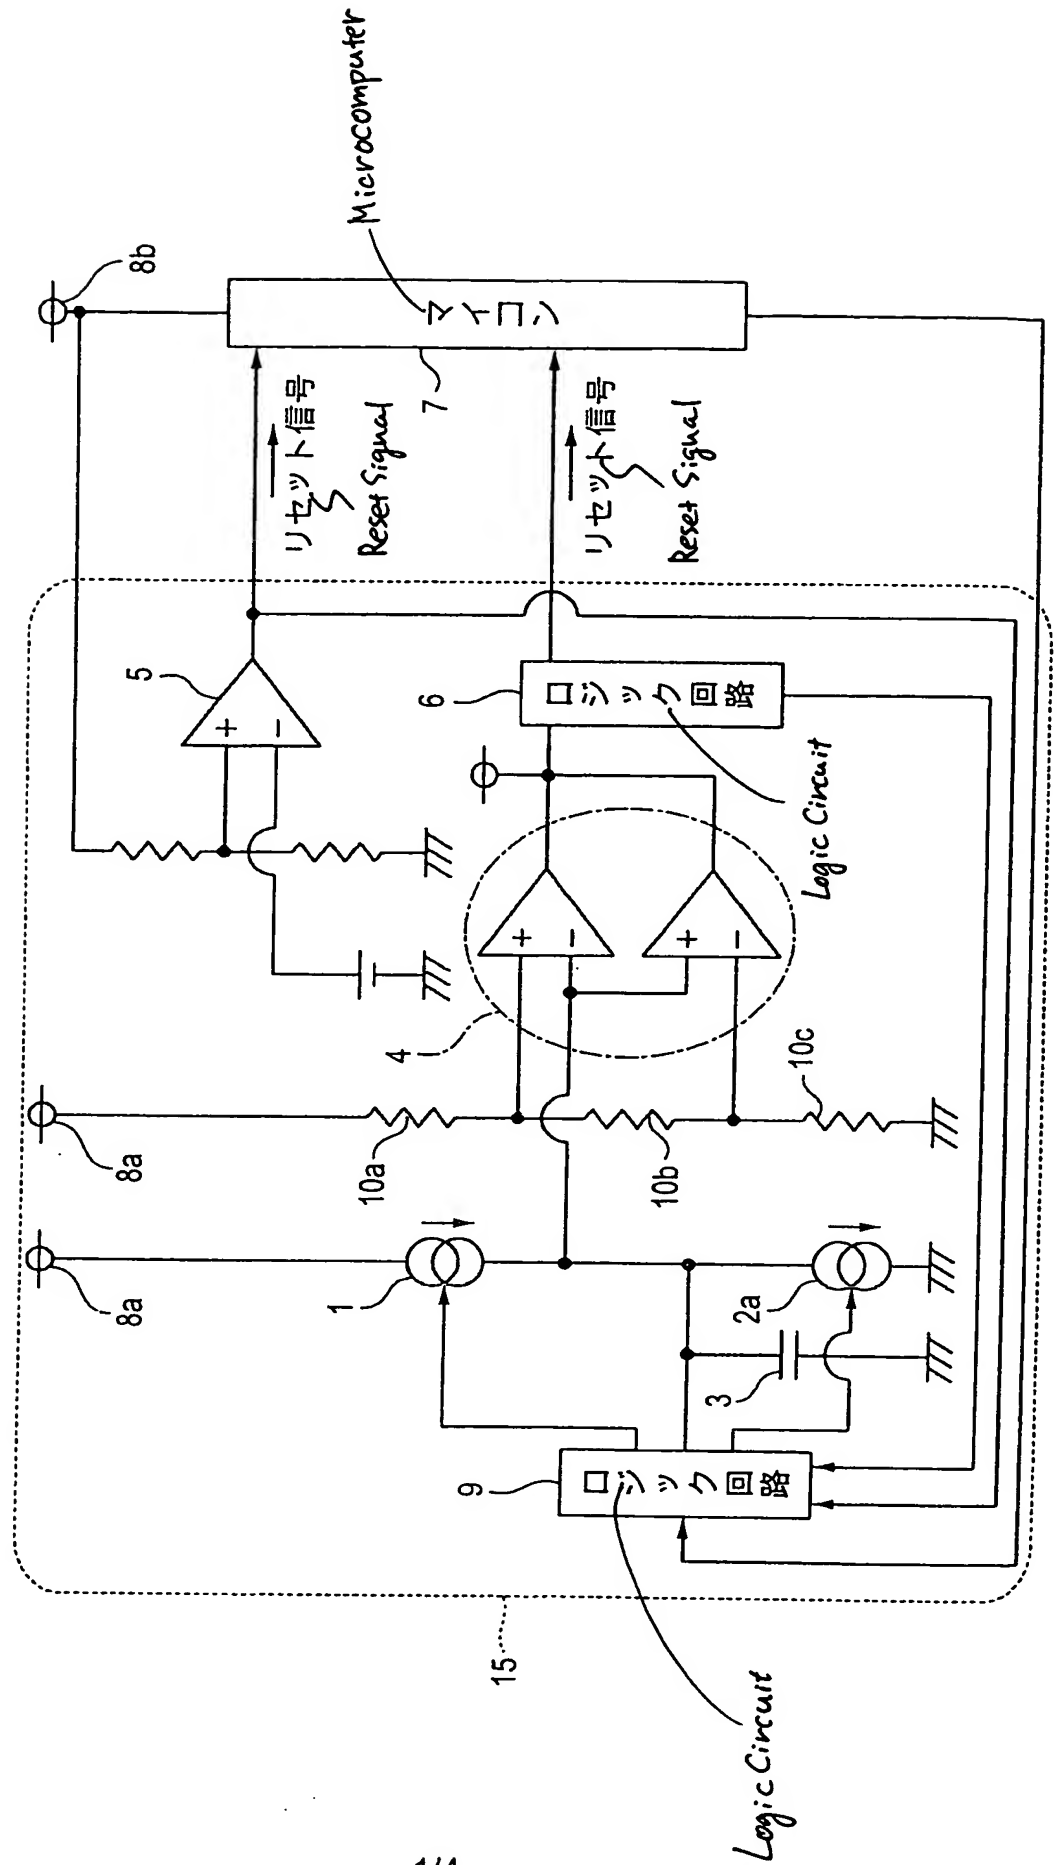 8a
8a
8b
1
2a
3
4
5
6
7
9
10a
10b
10c
15
+
−
+
−
+
−
リセット信号
Reset Signal
リセット信号
Reset Signal
マイコン
Microcomputer
ロジック回路
Logic Circuit
ロジック回路
Logic Circuit